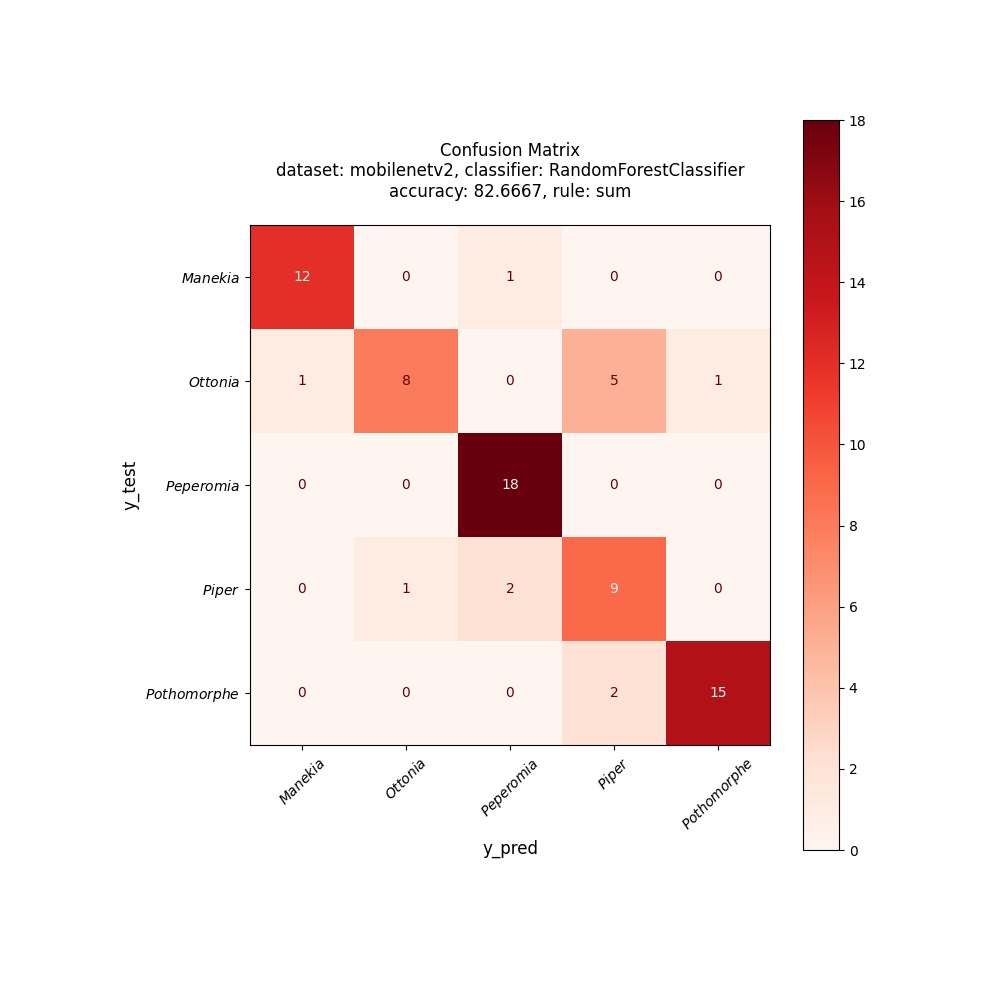 Confusion Matrix
dataset: mobilenetv2, classifier: RandomForestClassifier
accuracy: 82.6667, rule: sum
y_test
Manekia 12 0 1 0 0
Ottonia 1 8 0 5 1
Peperomia 0 0 18 0 0
Piper 0 1 2 9 0
Pothomorphe 0 0 0 2 15
Manekia Ottonia Peperomia Piper Pothomorphe
y_pred
18
16
14
12
10
8
6
4
2
0